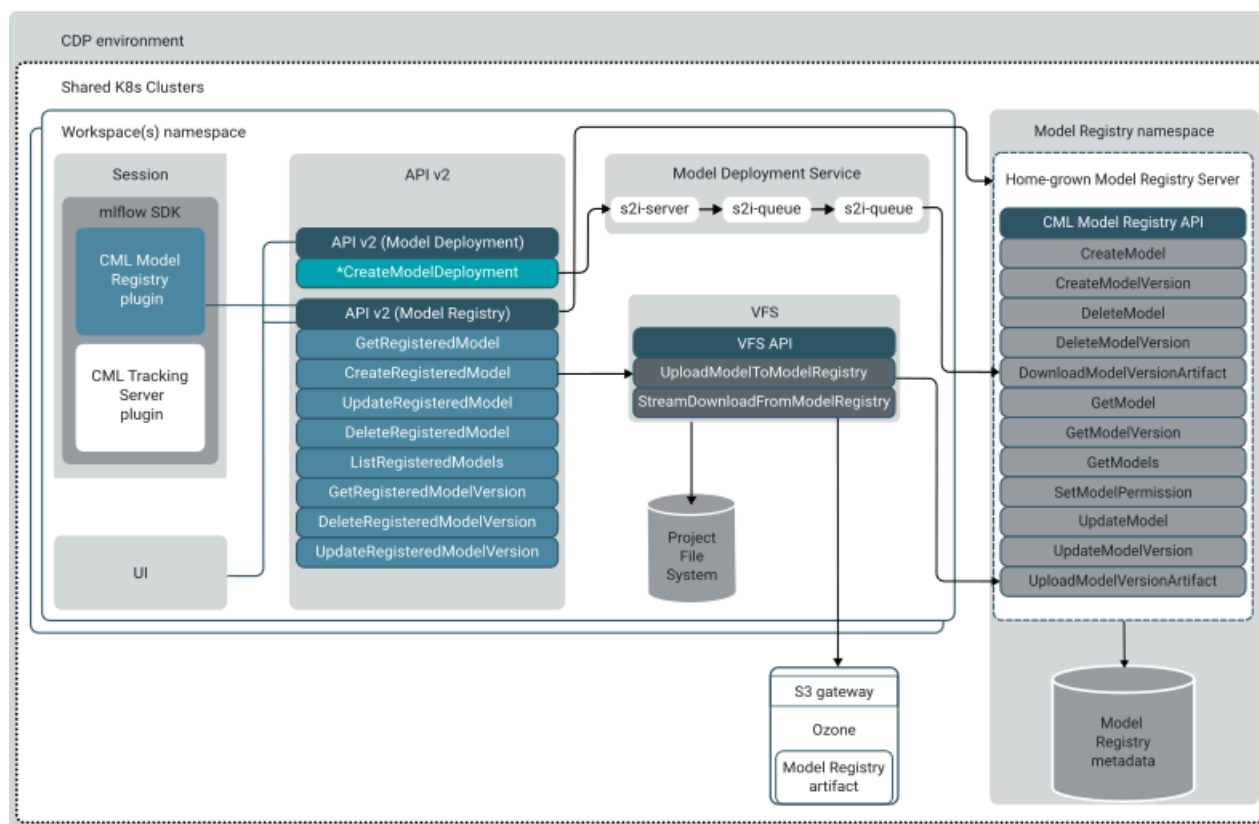 CDP environment
Shared K8s Clusters
Workspace(s) namespace
Session
mlflow SDK
CML Model
Registry
plugin
CML Tracking
Server
plugin
UI
API v2
API v2 (Model Deployment)
*CreateModelDeployment
API v2 (Model Registry)
GetRegisteredModel
CreateRegisteredModel
UpdateRegisteredModel
DeleteRegisteredModel
ListRegisteredModels
GetRegisteredModelVersion
DeleteRegisteredModelVersion
UpdateRegisteredModelVersion
Model Deployment Service
s2i-server
s2i-queue
s2i-queue
VFS
VFS API
UploadModelToModelRegistry
StreamDownloadFromModelRegistry
Project
File
System
S3 gateway
Ozone
Model Registry
artifact
Model Registry namespace
Home-grown Model Registry Server
CML Model Registry API
CreateModel
CreateModelVersion
DeleteModel
DeleteModelVersion
DownloadModelVersionArtifact
GetModel
GetModelVersion
GetModels
SetModelPermission
UpdateModel
UpdateModelVersion
UploadModelVersionArtifact
Model
Registry
metadata